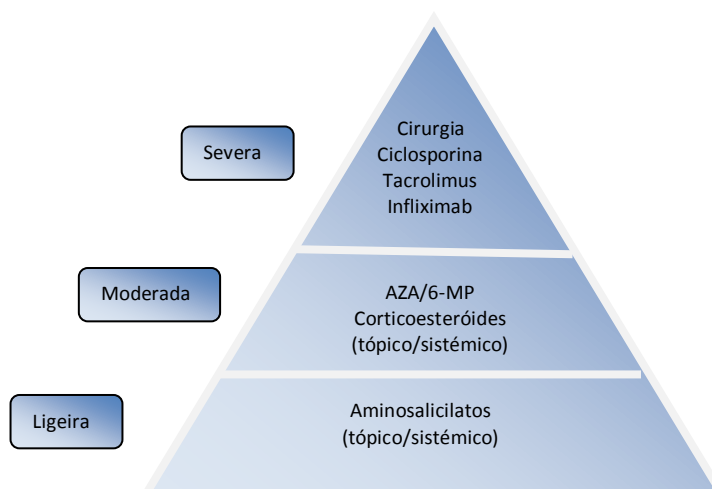 Severa
Cirurgia
Ciclosporina
Tacrolimus
Infliximab
Moderada
AZA/6-MP
Corticoesteróides
(tópico/sistémico)
Ligeira
Aminosalicilatos
(tópico/sistémico)